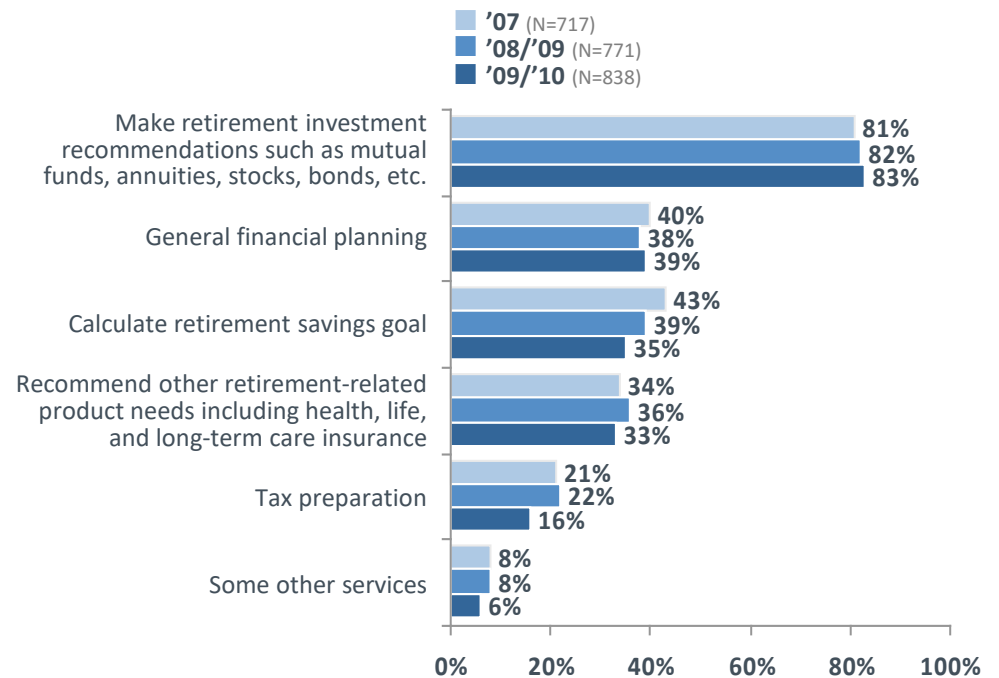 ’07 (N=717)
’08/’09 (N=771)
’09/’10 (N=838)
Make retirement investment
recommendations such as mutual
funds, annuities, stocks, bonds, etc.
81%
82%
83%
General financial planning
40%
38%
39%
Calculate retirement savings goal
43%
39%
35%
Recommend other retirement-related
product needs including health, life,
and long-term care insurance
34%
36%
33%
Tax preparation
21%
22%
16%
Some other services
8%
8%
6%
0% 20% 40% 60% 80% 100%